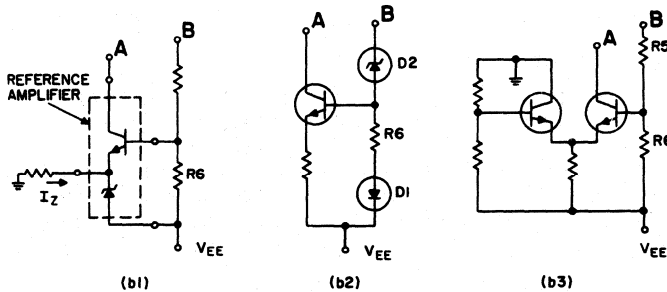 A
B
REFERENCE
AMPLIFIER
R6
IZ
VEE
(b1)
A
B
D2
R6
D1
VEE
(b2)
A
B
R5
R6
VEE
(b3)